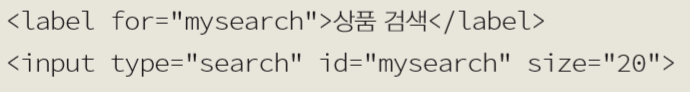 <label for="mysearch">상품 검색</label>
<input type="search" id="mysearch" size="20">